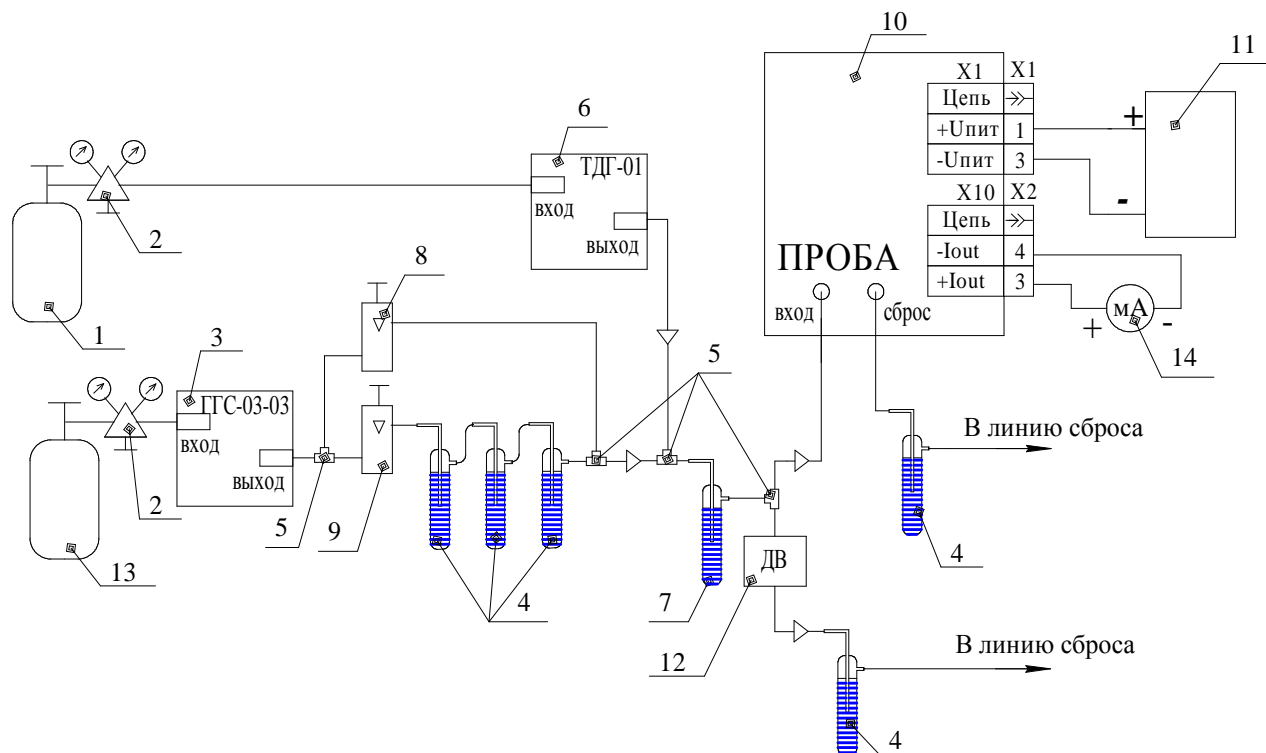 10
11
X1 X1
Цепь
+Uпит 1
-Uпит 3
+
-
X10 X2
Цепь
-Iout 4
+Iout 3
ПРОБА
вход
сброс
мА
+
-
14
6
ТДГ-01
вход
выход
2
1
8
3
5
ГГС-03-03
вход
выход
2
13
5
9
4
7
ДВ
12
В линию сброса
4
В линию сброса
4